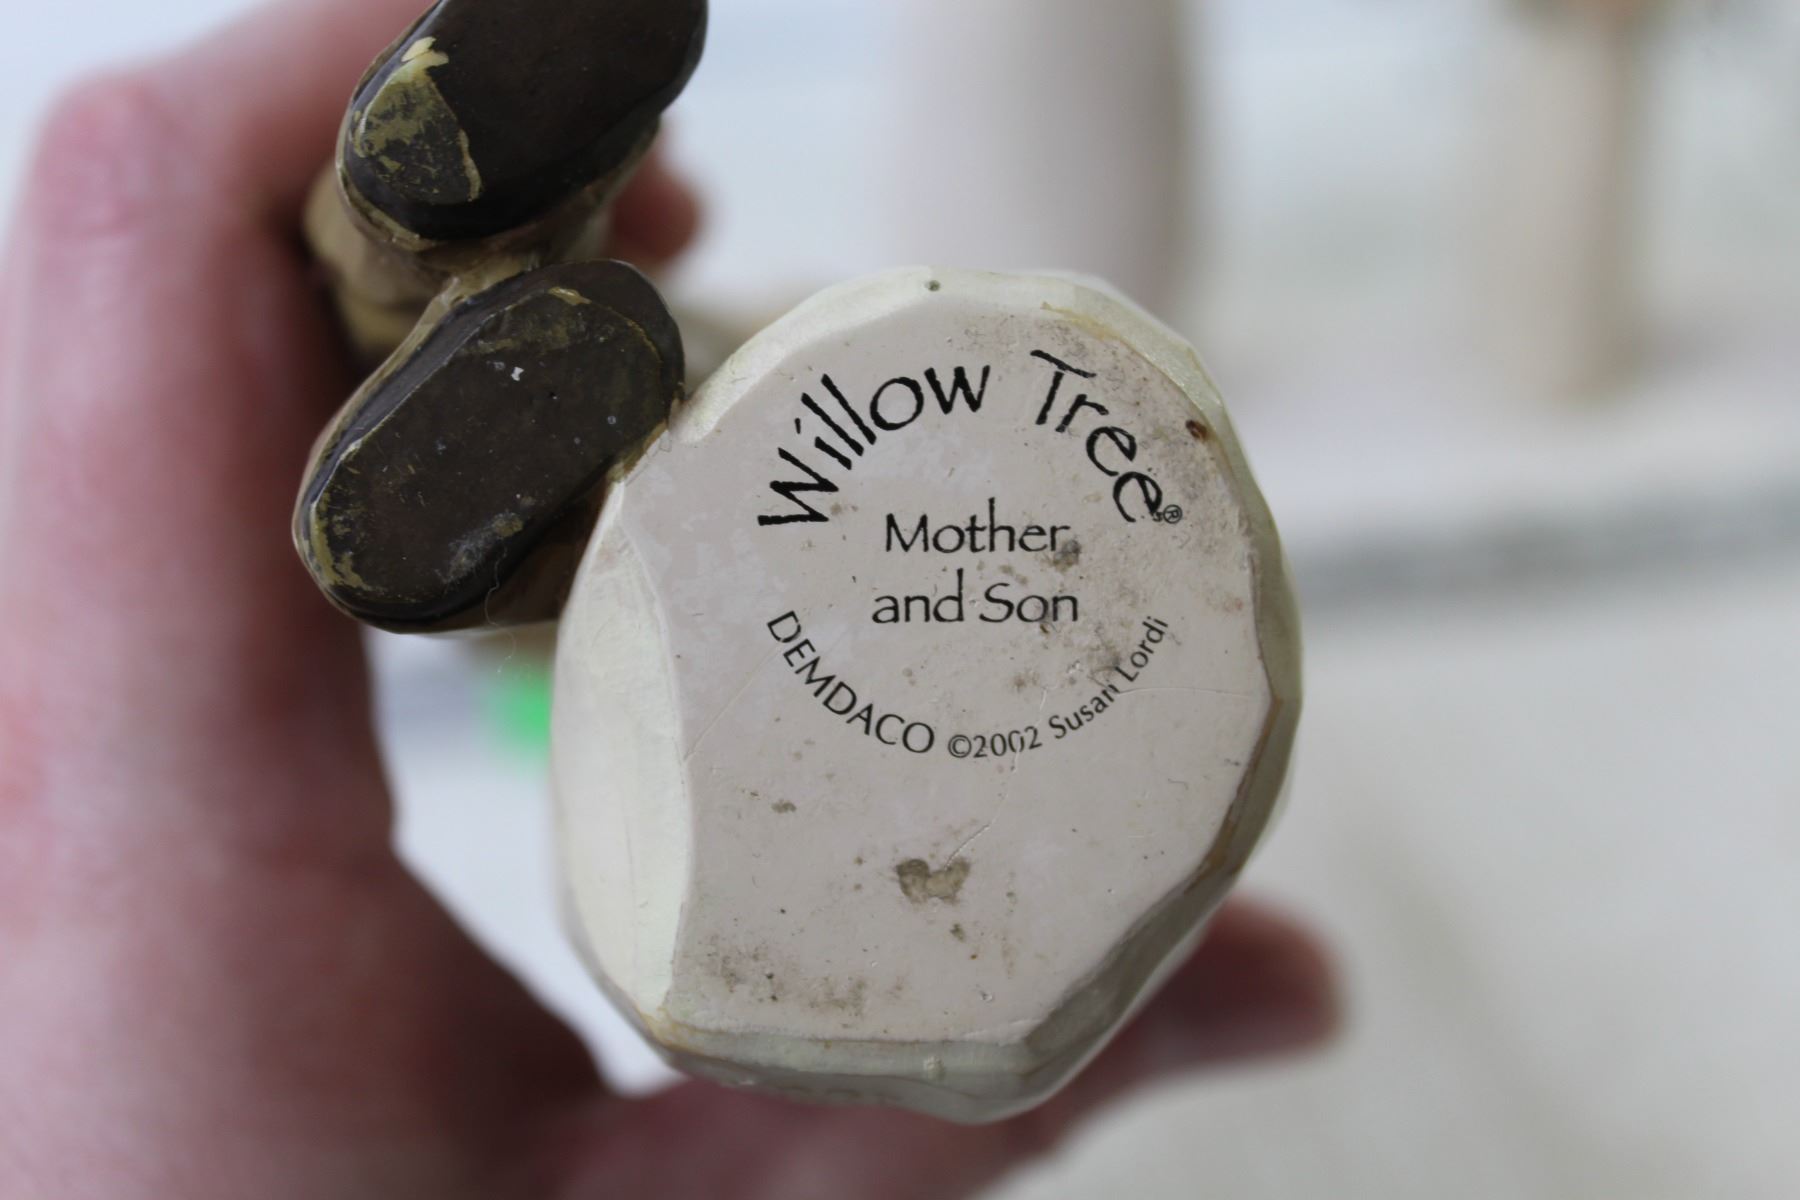 Willow Tree®
Mother
and Son
DEMDACO ©2002 Susan Lordi